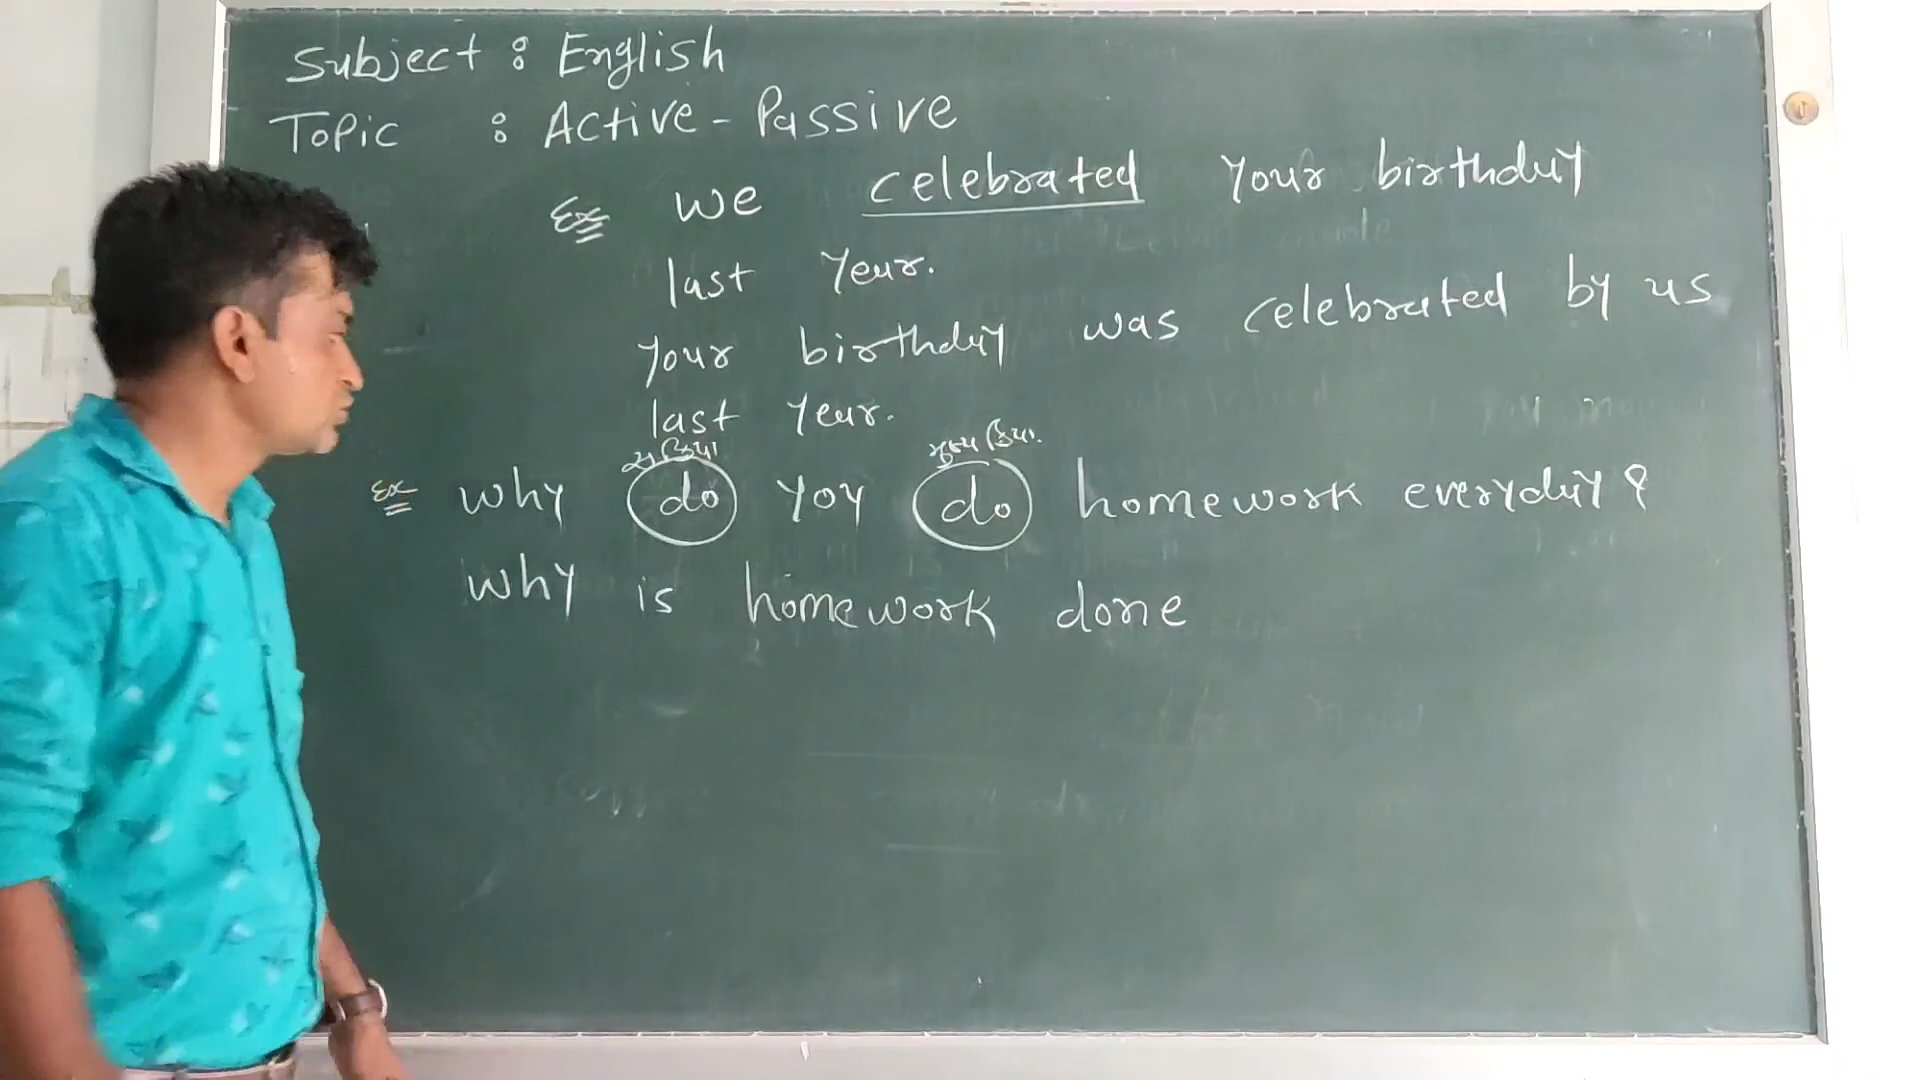 Subject : English
Topic : Active - Passive
Ex we celebrated your birthday
last year.
your birthday was celebrated by us
last year.
સા. ક્રિયા મુખ્ય ક્રિયા.
Ex why do yoy do homework everyday ?
why is homework done